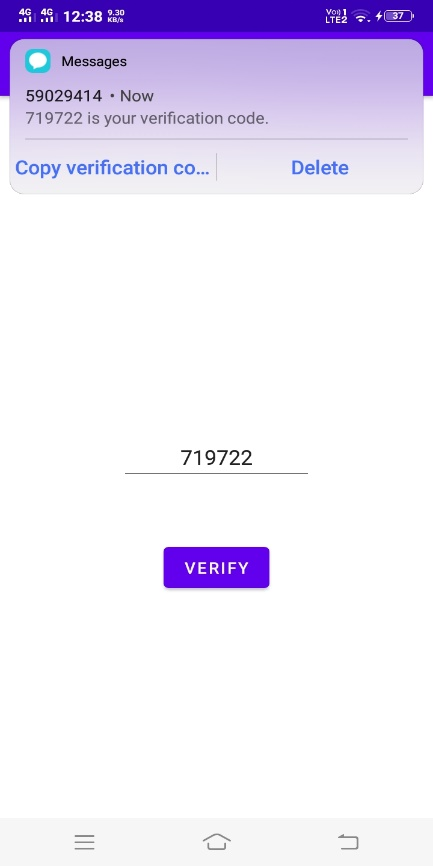 4G 4G 12:38 9.30 KB/s Vo)) 1 LTE2 37
Messages
59029414 • Now
719722 is your verification code.
Copy verification co... Delete
719722
VERIFY